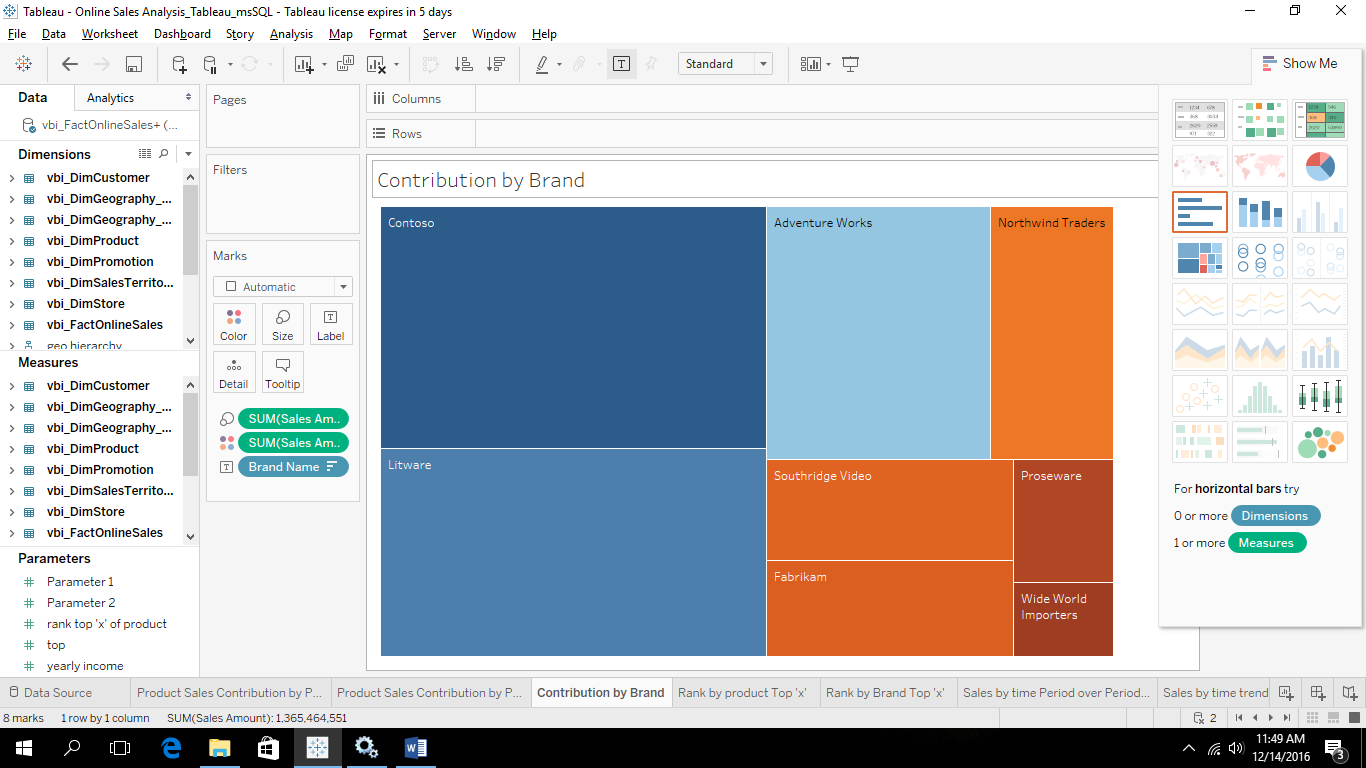 Tableau - Online Sales Analysis_Tableau_msSQL - Tableau license expires in 5 days
File Data Worksheet Dashboard Story Analysis Map Format Server Window Help
Standard
Show Me
Data
Analytics
vbi_FactOnlineSales+ (...
Dimensions
vbi_DimCustomer
vbi_DimGeography_...
vbi_DimGeography_...
vbi_DimProduct
vbi_DimPromotion
vbi_DimSalesTerrito...
vbi_DimStore
vbi_FactOnlineSales
geo hierarchy
Measures
vbi_DimCustomer
vbi_DimGeography_...
vbi_DimGeography_...
vbi_DimProduct
vbi_DimPromotion
vbi_DimSalesTerrito...
vbi_DimStore
vbi_FactOnlineSales
Parameters
Parameter 1
Parameter 2
rank top 'x' of product
top
yearly income
Pages
Filters
Marks
Automatic
Color Size Label
Detail Tooltip
SUM(Sales Am..
SUM(Sales Am..
Brand Name
Columns
Rows
Contribution by Brand
Contoso
Adventure Works
Northwind Traders
Litware
Southridge Video
Proseware
Fabrikam
Wide World
Importers
For horizontal bars try
0 or more Dimensions
1 or more Measures
Data Source
Product Sales Contribution by P...
Product Sales Contribution by P...
Contribution by Brand
Rank by product Top 'x'
Rank by Brand Top 'x'
Sales by time Period over Period...
Sales by time trend
8 marks 1 row by 1 column SUM(Sales Amount): 1,365,464,551
2
11:49 AM
12/14/2016
3